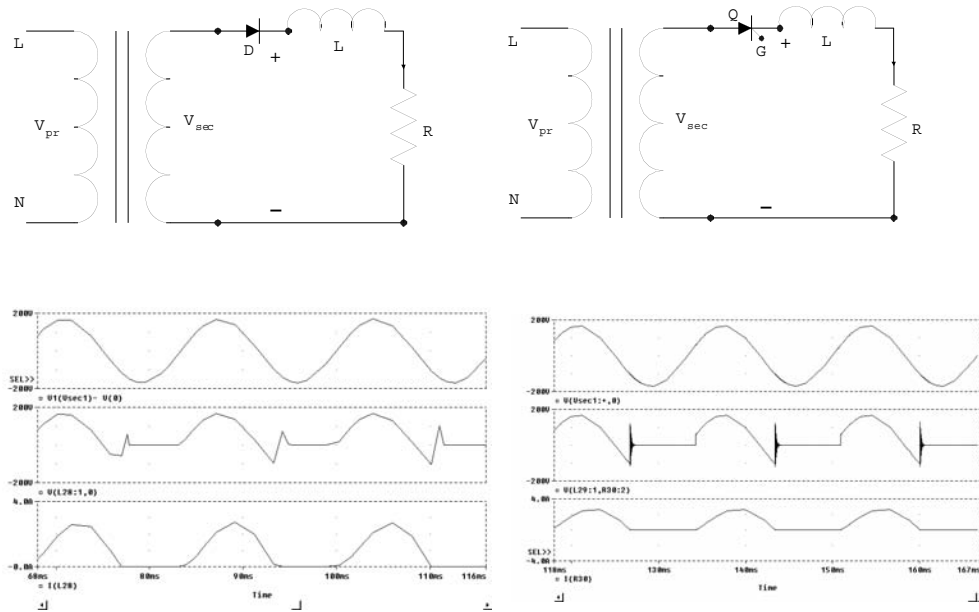 D
L
+
L
V pr
V sec
R
N
−
Q
G
L
+
L
V pr
V sec
R
N
−
200V
SEL>>
-200V
V1(Vsec1)- V(0)
200V
-200V
V(L28:1,0)
4.0A
-0.0A
60ms
80ms
90ms
100ms
110ms
116ms
I(L28)
Time
200V
-200V
V(Vsec1:+,0)
200V
-200V
V(L29:1,R30:2)
4.0A
SEL>>
-4.0A
118ms
130ms
140ms
150ms
160ms
167ms
I(R30)
Time